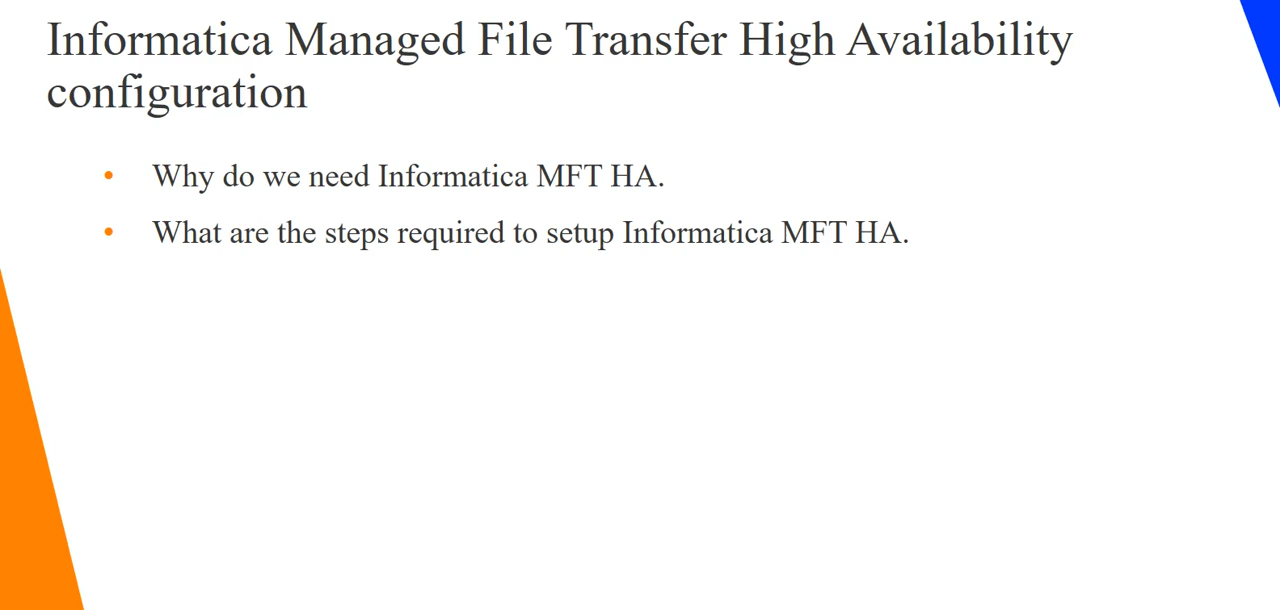 Informatica Managed File Transfer High Availability
configuration
• Why do we need Informatica MFT HA.
• What are the steps required to setup Informatica MFT HA.